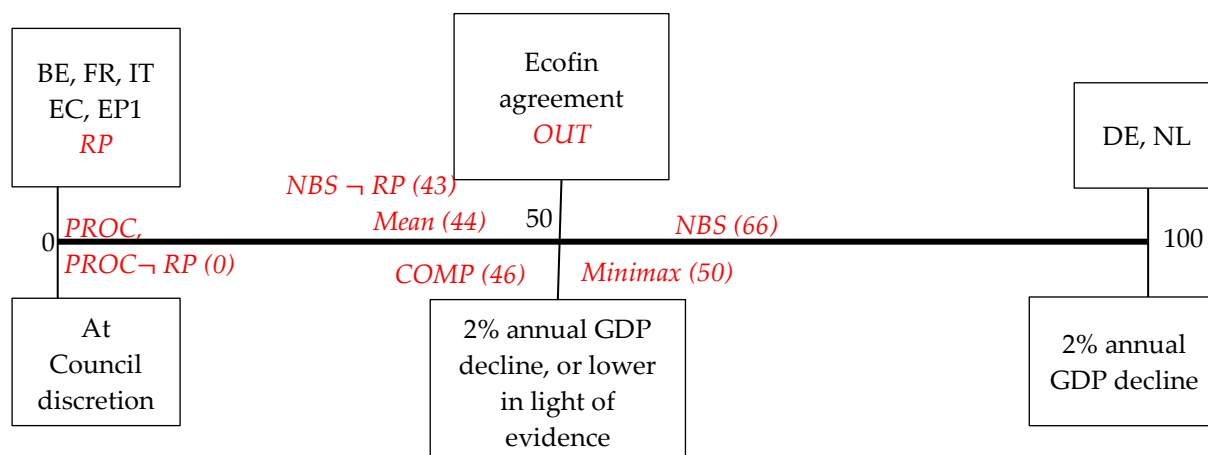 BE, FR, IT
EC, EP1
RP
Ecofin
agreement
OUT
DE, NL
NBS ¬ RP (43)
Mean (44)
50
NBS (66)
0
PROC,
PROC¬ RP (0)
100
COMP (46)
Minimax (50)
At
Council
discretion
2% annual GDP
decline, or lower
in light of
evidence
2% annual
GDP decline